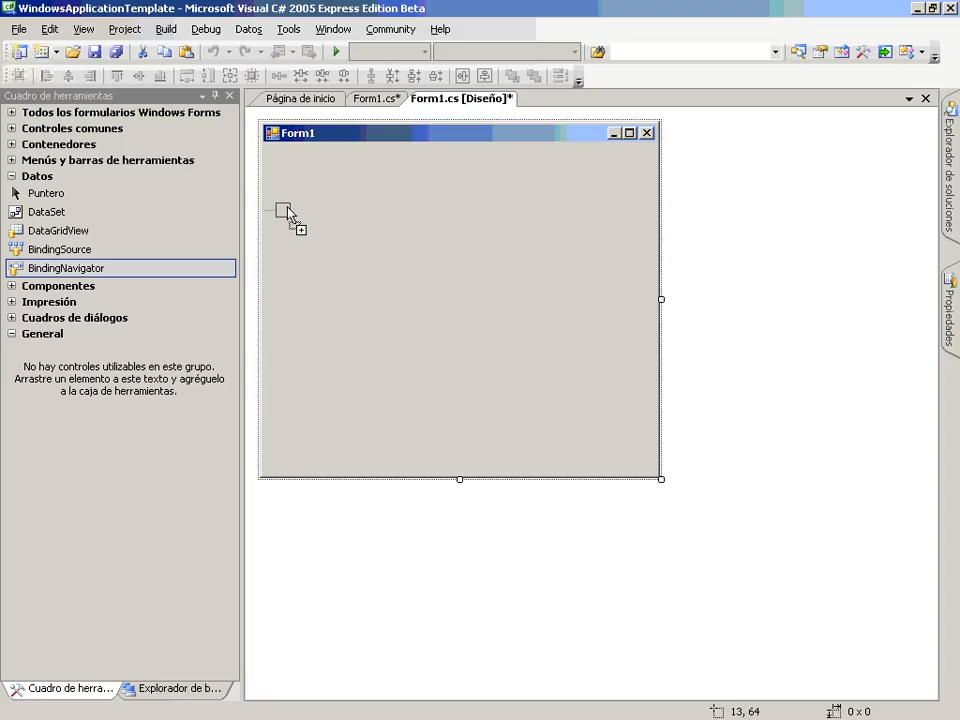 WindowsApplicationTemplate - Microsoft Visual C# 2005 Express Edition Beta
File Edit View Project Build Debug Datos Tools Window Community Help
Cuadro de herramientas
Página de inicio Form1.cs* Form1.cs [Diseño]*
Todos los formularios Windows Forms
Controles comunes
Contenedores
Menús y barras de herramientas
Datos
Puntero
DataSet
DataGridView
BindingSource
BindingNavigator
Componentes
Impresión
Cuadros de diálogos
General
No hay controles utilizables en este grupo.
Arrastre un elemento a este texto y agréguelo
a la caja de herramientas.
Form1
Explorador de soluciones
Propiedades
Cuadro de herra... Explorador de b...
13, 64 0 x 0